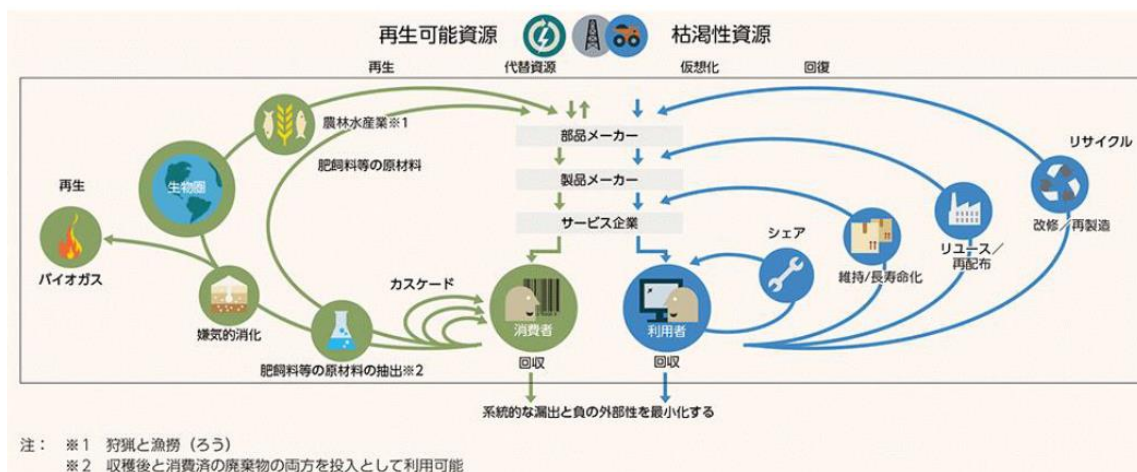 再生可能資源
枯渇性資源
再生
代替資源
仮想化
回復
農林水産業※1
部品メーカー
リサイクル
肥飼料等の原材料
生物圏
製品メーカー
再生
サービス企業
シェア
改修／再製造
リユース／
再配布
バイオガス
維持/長寿命化
カスケード
嫌気的消化
消費者
利用者
肥飼料等の原材料の抽出※2
回収
回収
系統的な漏出と負の外部性を最小化する
注： ※1 狩猟と漁撈（ろう）
※2 収穫後と消費済の廃棄物の両方を投入として利用可能